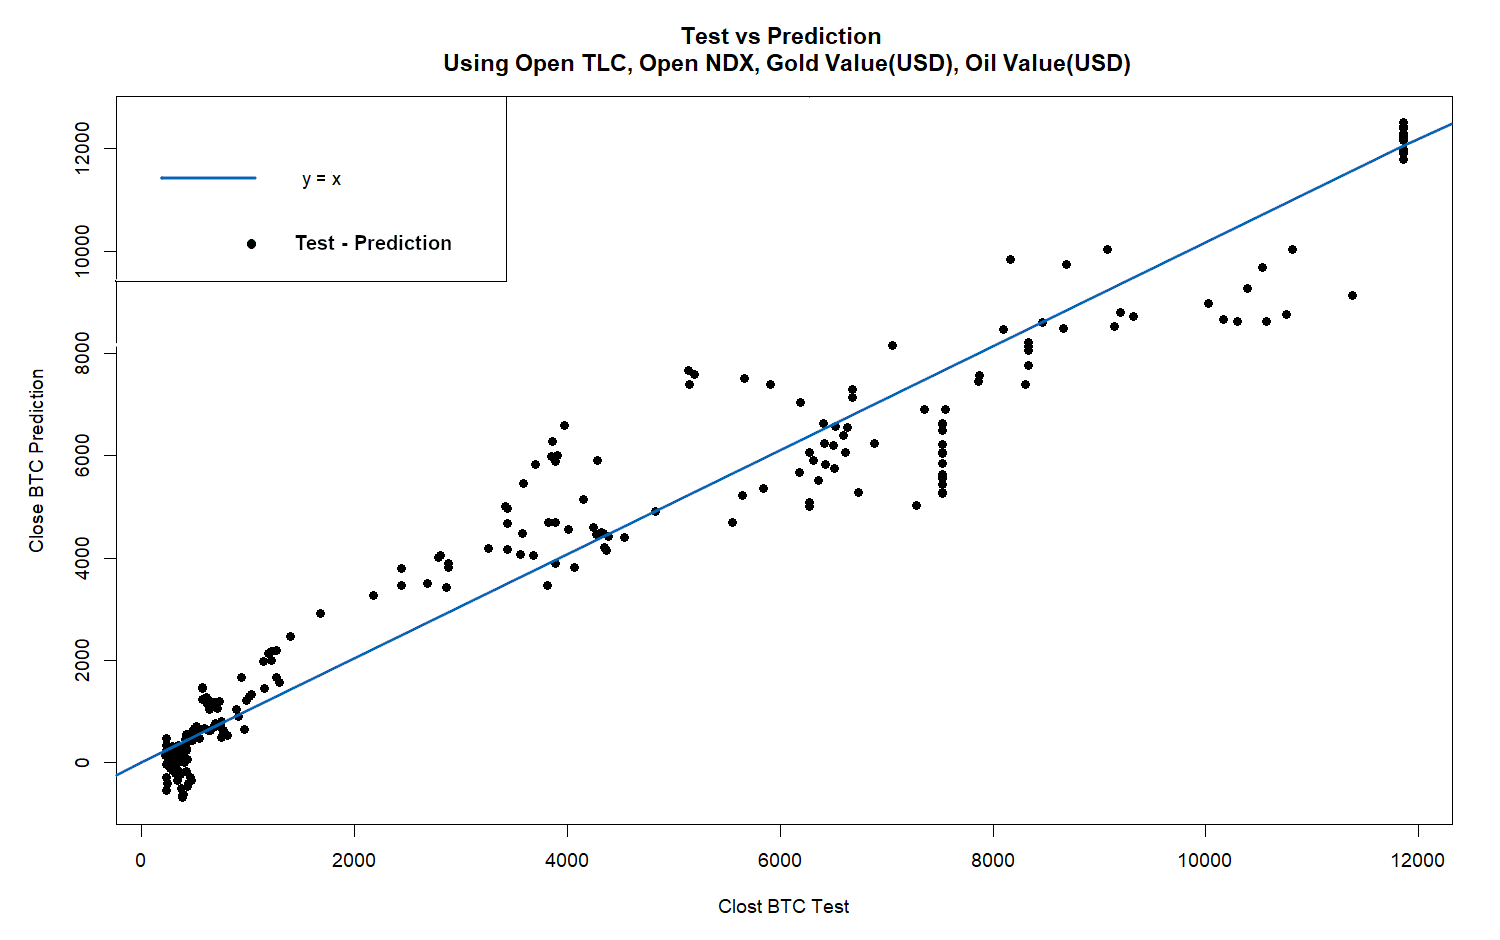 Test vs Prediction
Using Open TLC, Open NDX, Gold Value(USD), Oil Value(USD)
y = x
Test - Prediction
Close BTC Prediction
12000
10000
8000
6000
4000
2000
0
0 2000 4000 6000 8000 10000 12000
Clost BTC Test